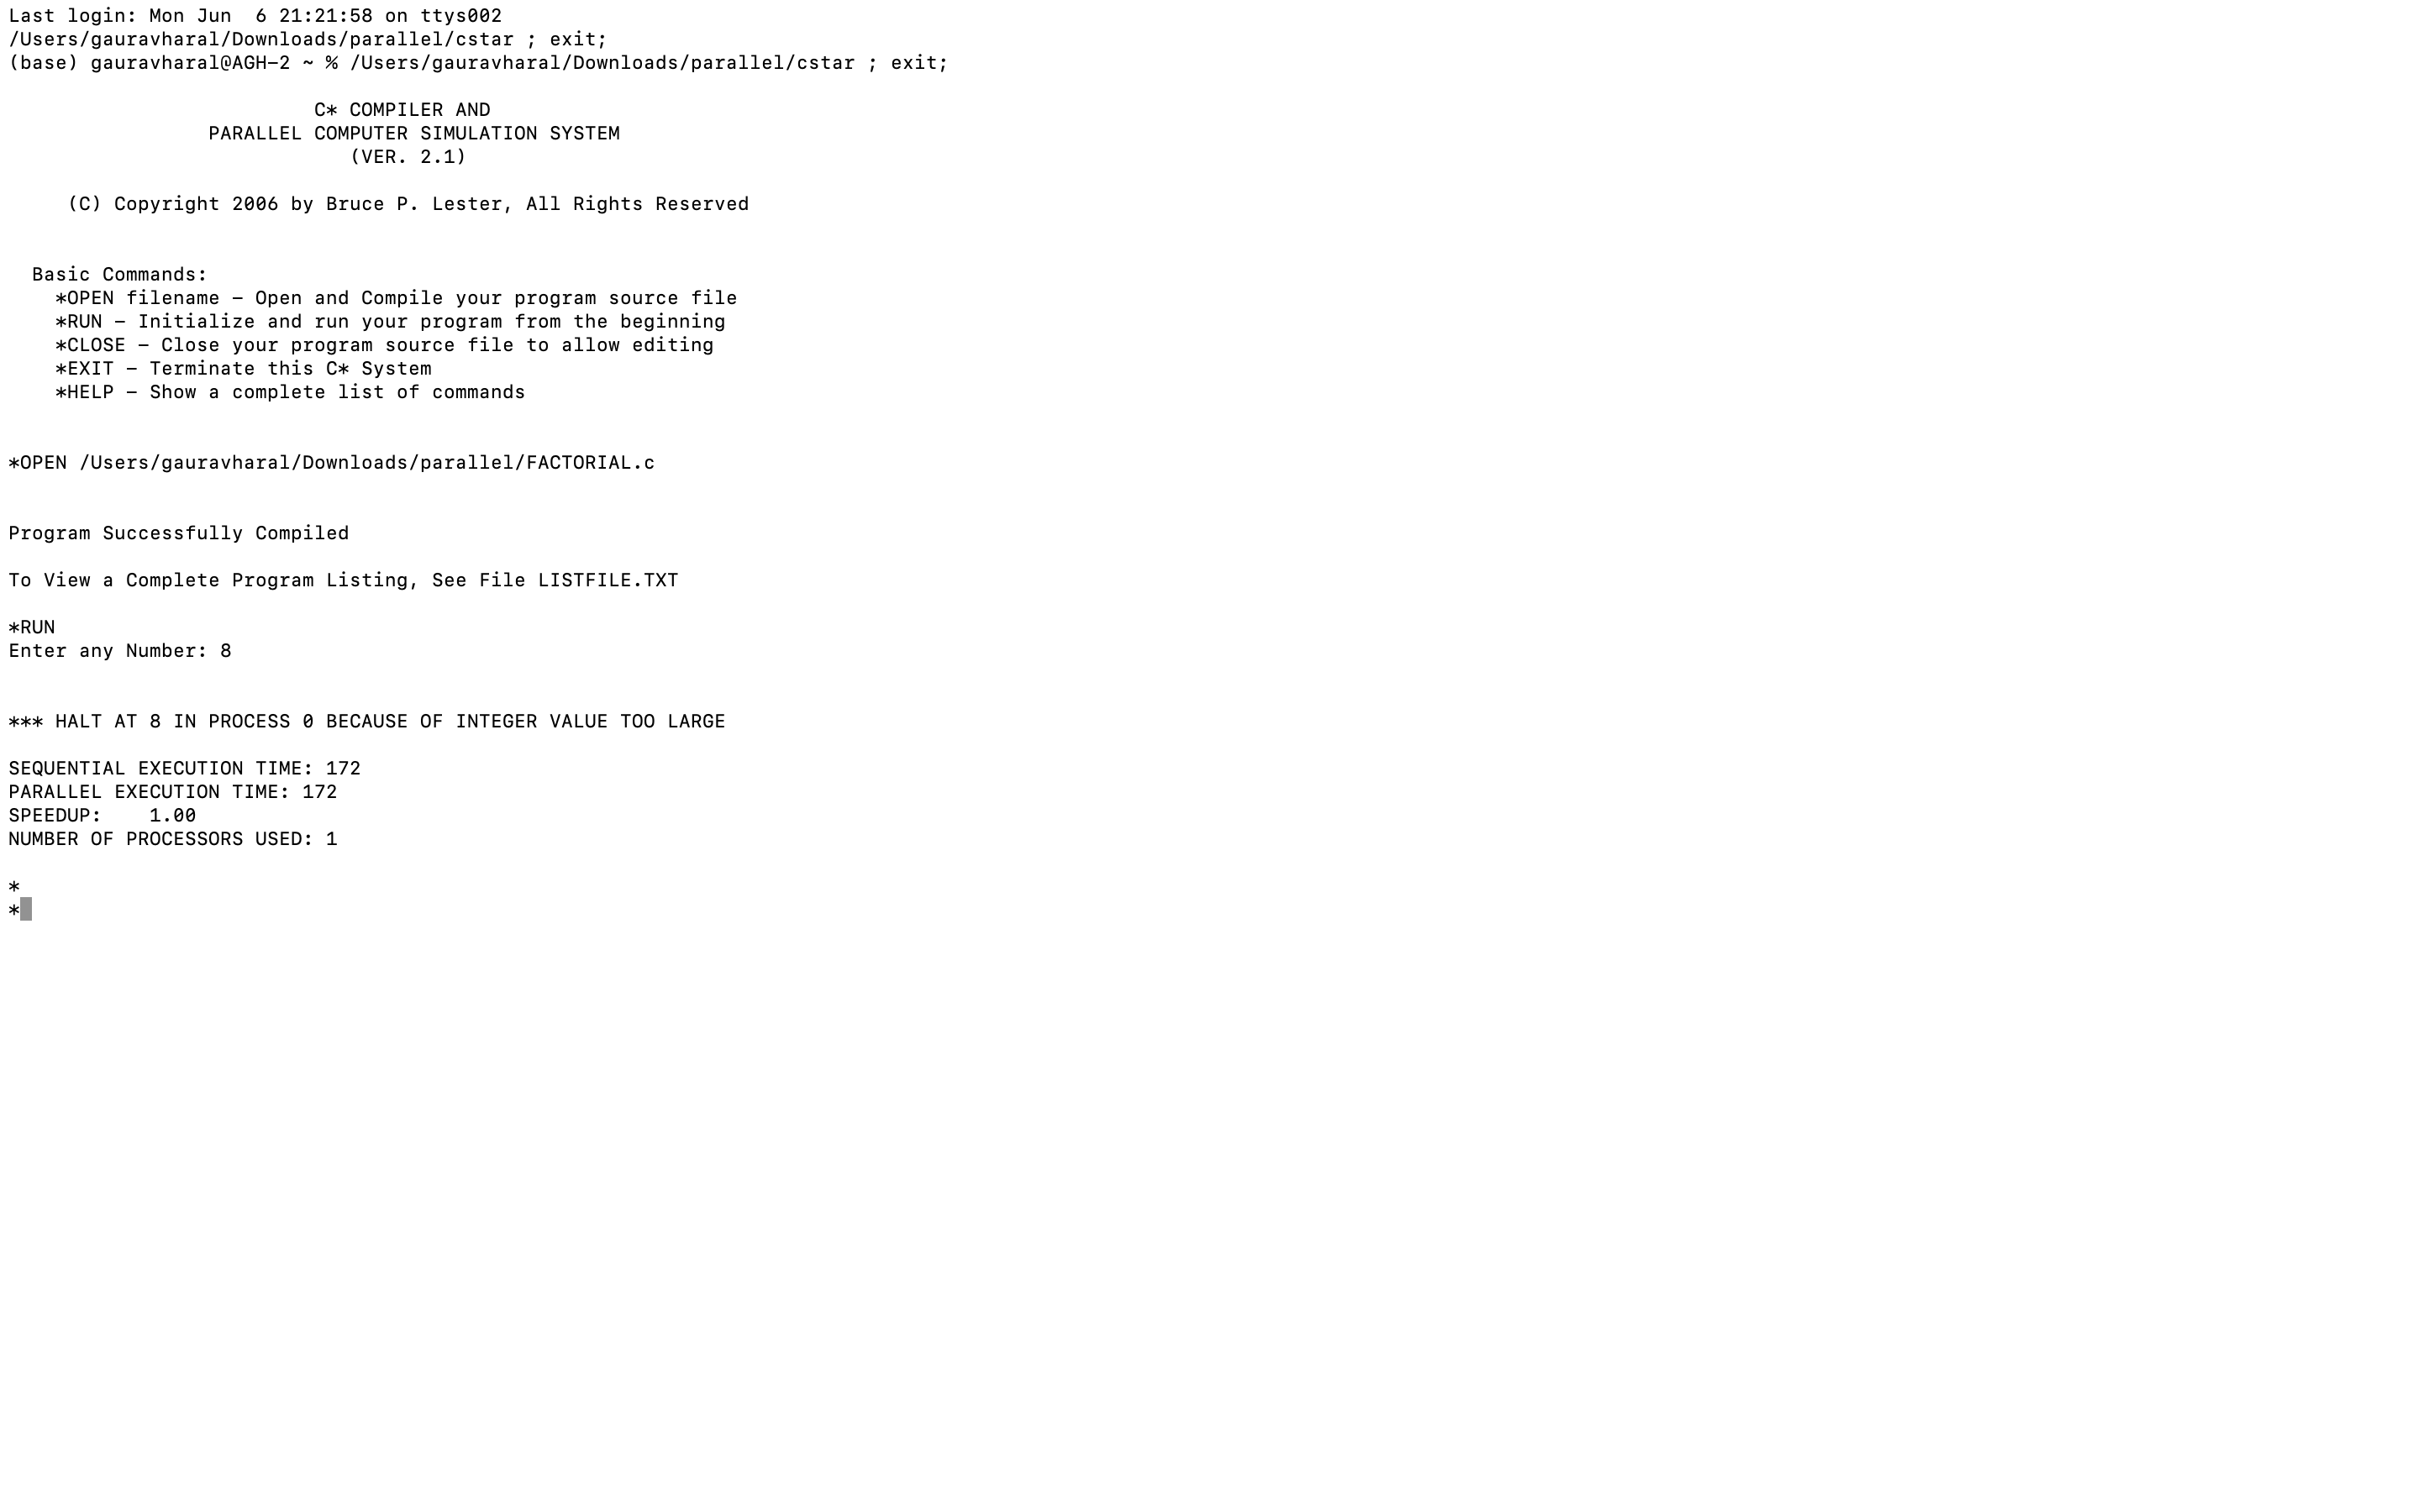 Last login: Mon Jun  6 21:21:58 on ttys002
/Users/gauravharal/Downloads/parallel/cstar ; exit;
(base) gauravharal@AGH-2 ~ % /Users/gauravharal/Downloads/parallel/cstar ; exit;
C* COMPILER AND
PARALLEL COMPUTER SIMULATION SYSTEM
(VER. 2.1)
(C) Copyright 2006 by Bruce P. Lester, All Rights Reserved
Basic Commands:
*OPEN filename – Open and Compile your program source file
*RUN – Initialize and run your program from the beginning
*CLOSE – Close your program source file to allow editing
*EXIT – Terminate this C* System
*HELP – Show a complete list of commands
*OPEN /Users/gauravharal/Downloads/parallel/FACTORIAL.c
Program Successfully Compiled
To View a Complete Program Listing, See File LISTFILE.TXT
*RUN
Enter any Number: 8
*** HALT AT 8 IN PROCESS 0 BECAUSE OF INTEGER VALUE TOO LARGE
SEQUENTIAL EXECUTION TIME: 172
PARALLEL EXECUTION TIME: 172
SPEEDUP:    1.00
NUMBER OF PROCESSORS USED: 1
*
*